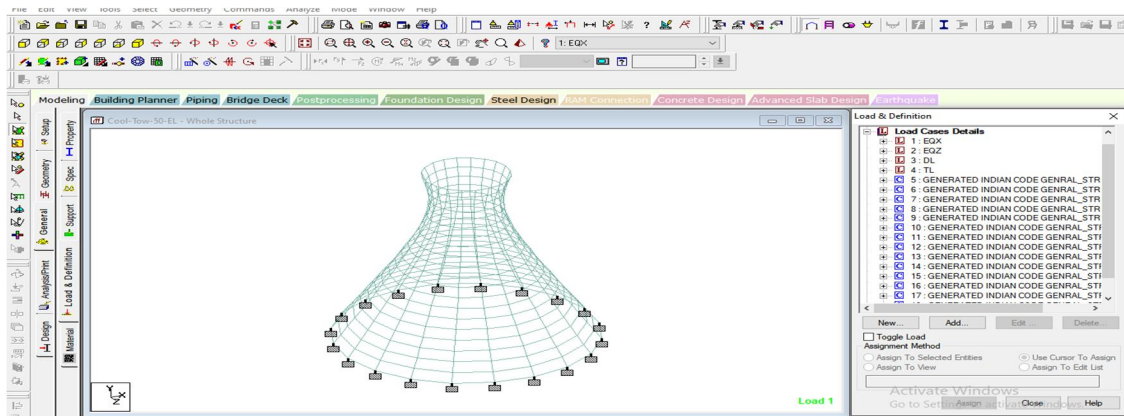 File Edit View Tools Select Geometry Commands Analyze Mode Window Help
1: EQX
Modeling Building Planner Piping Bridge Deck Postprocessing Foundation Design Steel Design RAM Connection Concrete Design Advanced Slab Design Earthquake
Setup
Geometry
General
Analysis/Print
Design
Property
Spec
Support
Load & Definition
Material
Cool-Tow-50-EL - Whole Structure
Y
X
Z
Load 1
Load & Definition
Load Cases Details
1 : EQX
2 : EQZ
3 : DL
4 : TL
5 : GENERATED INDIAN CODE GENRAL_STR
6 : GENERATED INDIAN CODE GENRAL_STR
7 : GENERATED INDIAN CODE GENRAL_STR
8 : GENERATED INDIAN CODE GENRAL_STR
9 : GENERATED INDIAN CODE GENRAL_STR
10 : GENERATED INDIAN CODE GENRAL_STF
11 : GENERATED INDIAN CODE GENRAL_STF
12 : GENERATED INDIAN CODE GENRAL_STF
13 : GENERATED INDIAN CODE GENRAL_STF
14 : GENERATED INDIAN CODE GENRAL_STF
15 : GENERATED INDIAN CODE GENRAL_STF
16 : GENERATED INDIAN CODE GENRAL_STF
17 : GENERATED INDIAN CODE GENRAL_STF
New... Add... Edit ... Delete...
Toggle Load
Assignment Method
Assign To Selected Entities Use Cursor To Assign
Assign To View Assign To Edit List
Activate Windows
Go to Settings to activate Windows.
Assign Close Help